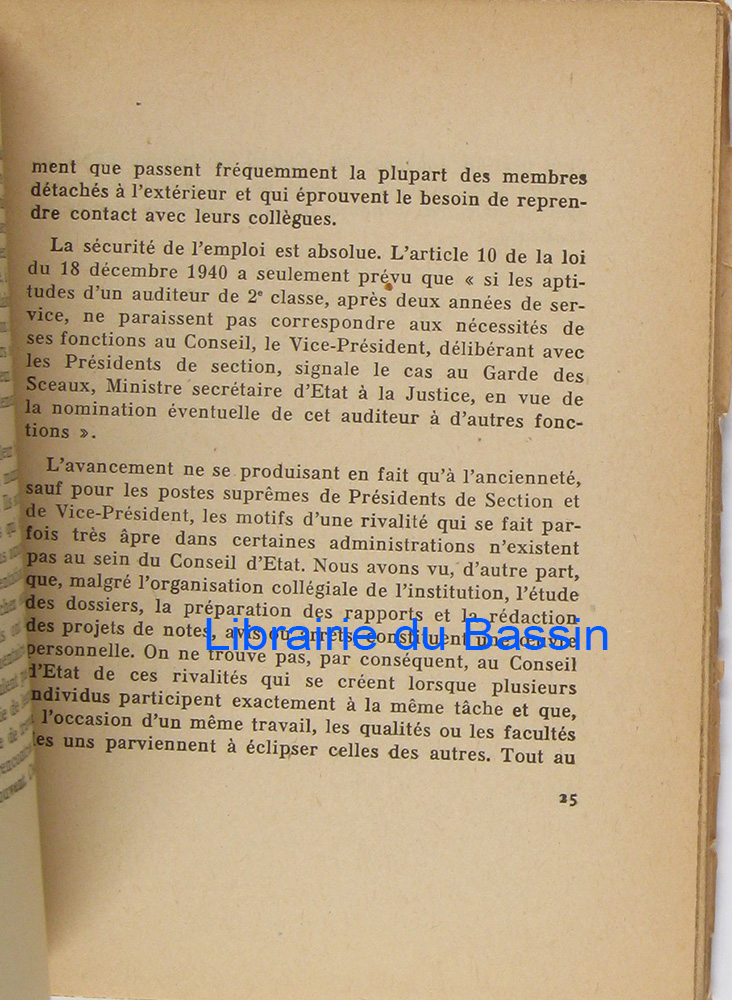 ment que passent fréquemment la plupart des membres
détachés à l'extérieur et qui éprouvent le besoin de repren-
dre contact avec leurs collègues.
La sécurité de l'emploi est absolue. L'article 10 de la loi
du 18 décembre 1940 a seulement prévu que « si les apti-
tudes d'un auditeur de 2e classe, après deux années de ser-
vice, ne paraissent pas correspondre aux nécessités de
ses fonctions au Conseil, le Vice-Président, délibérant avec
les Présidents de section, signale le cas au Garde des
Sceaux, Ministre secrétaire d'Etat à la Justice, en vue de
la nomination éventuelle de cet auditeur à d'autres fonc-
tions ».
L'avancement ne se produisant en fait qu'à l'ancienneté,
sauf pour les postes suprêmes de Présidents de Section et
de Vice-Président, les motifs d'une rivalité qui se fait par-
fois très âpre dans certaines administrations n'existent
pas au sein du Conseil d'Etat. Nous avons vu, d'autre part,
que, malgré l'organisation collégiale de l'institution, l'étude
des dossiers, la préparation des rapports et la rédaction
des projets de notes, avis ou arrêts constituent une œuvre
Librairie du Bassin
personnelle. On ne trouve pas, par conséquent, au Conseil
d'Etat de ces rivalités qui se créent lorsque plusieurs
ndividus participent exactement à la même tâche et que,
l'occasion d'un même travail, les qualités ou les facultés
les uns parviennent à éclipser celles des autres. Tout au
25